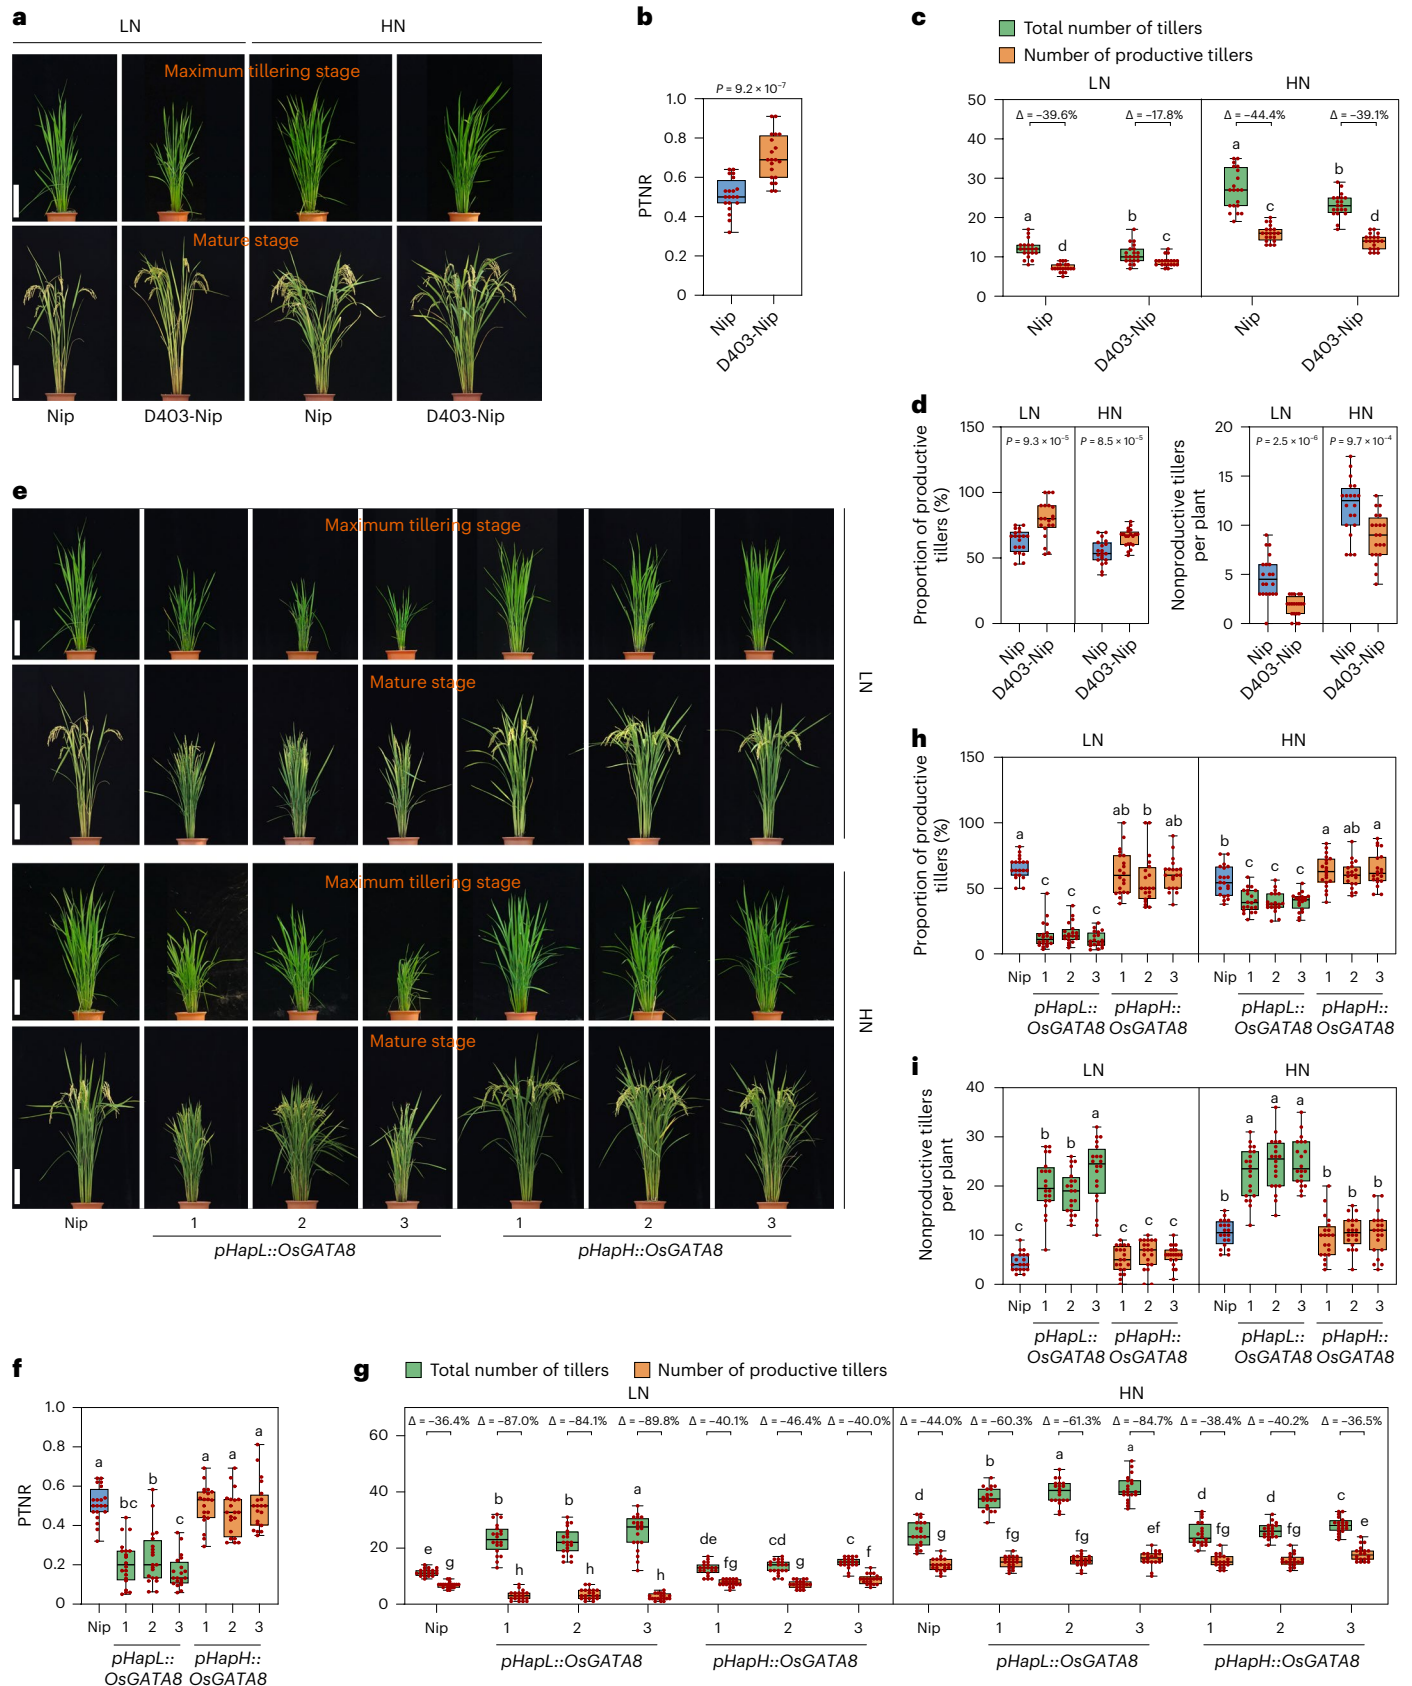 a
LN HN
Maximum tillering stage
Mature stage
Nip D403-Nip Nip D403-Nip
b
P = 9.2 × 10⁻⁷
1.0
0.8
0.6
0.4
0.2
0
PTNR
Nip D403-Nip
c
Total number of tillers
Number of productive tillers
LN HN
50
40
30
20
10
0
Δ = −39.6% Δ = −17.8% Δ = −44.4% Δ = −39.1%
a d b c a c b d
Nip D403-Nip Nip D403-Nip
d
LN HN
Proportion of productive
tillers (%)
150
100
50
0
P = 9.3 × 10⁻⁵ P = 8.5 × 10⁻⁵
Nip D403-Nip Nip D403-Nip
LN HN
Nonproductive tillers
per plant
20
15
10
5
0
P = 2.5 × 10⁻⁶ P = 9.7 × 10⁻⁴
Nip D403-Nip Nip D403-Nip
e
Maximum tillering stage
Mature stage
LN
Maximum tillering stage
Mature stage
HN
Nip 1 2 3 1 2 3
pHapL::OsGATA8 pHapH::OsGATA8
h
LN HN
Proportion of productive
tillers (%)
150
100
50
0
a c c c ab b ab b c c c a ab a
Nip 1 2 3 1 2 3 Nip 1 2 3 1 2 3
pHapL:: pHapH:: pHapL:: pHapH::
OsGATA8 OsGATA8 OsGATA8 OsGATA8
i
LN HN
Nonproductive tillers
per plant
40
30
20
10
0
c b b a c c c b a a a b b b
Nip 1 2 3 1 2 3 Nip 1 2 3 1 2 3
pHapL:: pHapH:: pHapL:: pHapH::
OsGATA8 OsGATA8 OsGATA8 OsGATA8
f
PTNR
1.0
0.8
0.6
0.4
0.2
0
a bc b c a a a
Nip 1 2 3 1 2 3
pHapL:: pHapH::
OsGATA8 OsGATA8
g
Total number of tillers Number of productive tillers
LN HN
60
40
20
0
Δ = −36.4% Δ = −87.0% Δ = −84.1% Δ = −89.8% Δ = −40.1% Δ = −46.4% Δ = −40.0% Δ = −44.0% Δ = −60.3% Δ = −61.3% Δ = −84.7% Δ = −38.4% Δ = −40.2% Δ = −36.5%
e g b h b h a h de fg cd g c f d g b fg a fg a ef d fg d fg c e
Nip 1 2 3 1 2 3 Nip 1 2 3 1 2 3
pHapL::OsGATA8 pHapH::OsGATA8 pHapL::OsGATA8 pHapH::OsGATA8